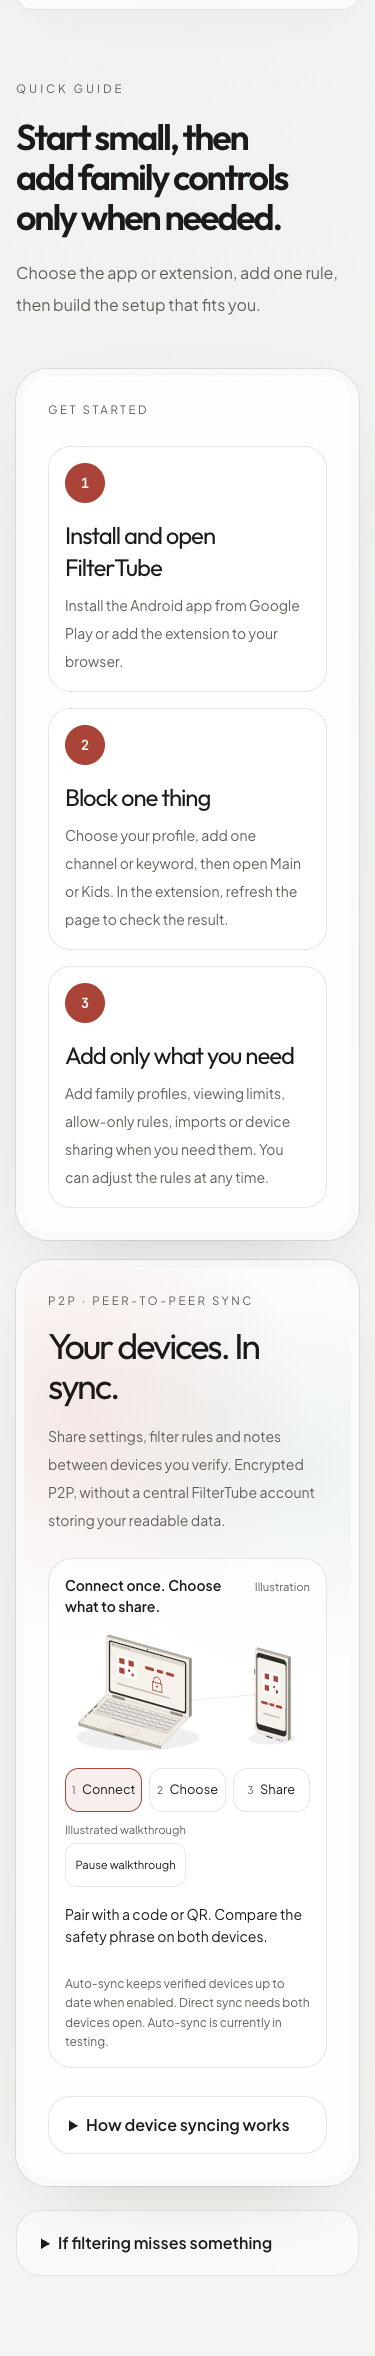 QUICK GUIDE
Start small, then
add family controls
only when needed.
Choose the app or extension, add one rule,
then build the setup that fits you.
GET STARTED
1
Install and open
FilterTube
Install the Android app from Google
Play or add the extension to your
browser.
2
Block one thing
Choose your profile, add one
channel or keyword, then open Main
or Kids. In the extension, refresh the
page to check the result.
3
Add only what you need
Add family profiles, viewing limits,
allow-only rules, imports or device
sharing when you need them. You
can adjust the rules at any time.
P2P · PEER-TO-PEER SYNC
Your devices. In
sync.
Share settings, filter rules and notes
between devices you verify. Encrypted
P2P, without a central FilterTube account
storing your readable data.
Connect once. Choose
what to share.
Illustration
1 Connect
2 Choose
3 Share
Illustrated walkthrough
Pause walkthrough
Pair with a code or QR. Compare the
safety phrase on both devices.
Auto-sync keeps verified devices up to
date when enabled. Direct sync needs both
devices open. Auto-sync is currently in
testing.
How device syncing works
If filtering misses something